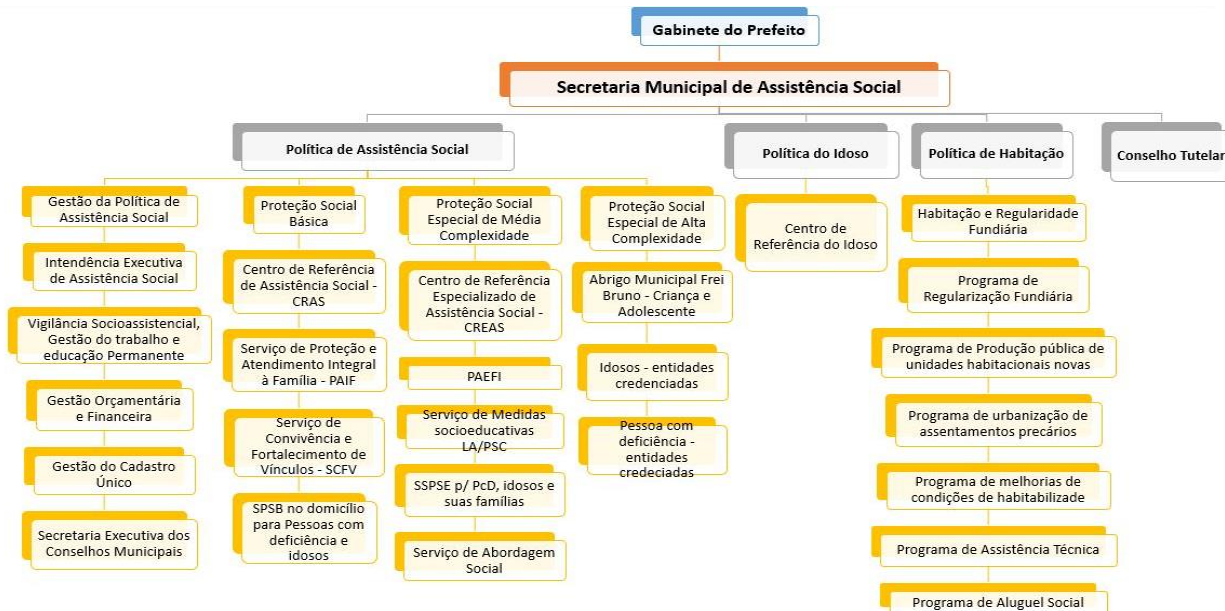 Gabinete do Prefeito
Secretaria Municipal de Assistência Social
Política de Assistência Social
Política do Idoso
Política de Habitação
Conselho Tutelar
Gestão da Política de
Assistência Social
Intendência Executiva
de Assistência Social
Vigilância Socioassistencial,
Gestão do trabalho e
educação Permanente
Gestão Orçamentária
e Financeira
Gestão do Cadastro
Único
Secretaria Executiva dos
Conselhos Municipais
Proteção Social
Básica
Centro de Referência
de Assistência Social -
CRAS
Serviço de Proteção e
Atendimento Integral
à Família - PAIF
Serviço de
Convivência e
Fortalecimento de
Vínculos - SCFV
SPSB no domicílio
para Pessoas com
deficiência e
idosos
Proteção Social
Especial de Média
Complexidade
Centro de Referência
Especializado de
Assistência Social -
CREAS
PAEFI
Serviço de Medidas
socioeducativas
LA/PSC
SSPSE p/ PcD, idosos e
suas famílias
Serviço de Abordagem
Social
Proteção Social
Especial de Alta
Complexidade
Abrigo Municipal Frei
Bruno - Criança e
Adolescente
Idosos - entidades
credenciadas
Pessoa com
deficiência -
entidades
credeciadas
Centro de
Referência do Idoso
Habitação e Regularidade
Fundiária
Programa de
Regularização Fundiária
Programa de Produção pública de
unidades habitacionais novas
Programa de urbanização de
assentamentos precários
Programa de melhorias de
condições de habitabilizade
Programa de Assistência Técnica
Programa de Aluguel Social